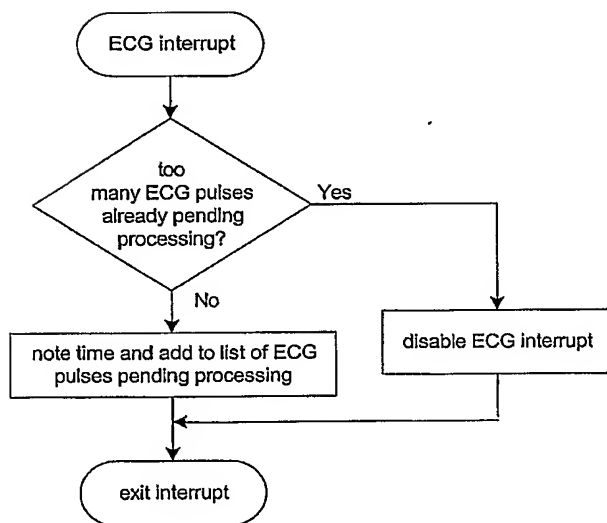 ECG interrupt
too
many ECG pulses
already pending
processing?
Yes
No
note time and add to list of ECG
pulses pending processing
disable ECG interrupt
exit interrupt